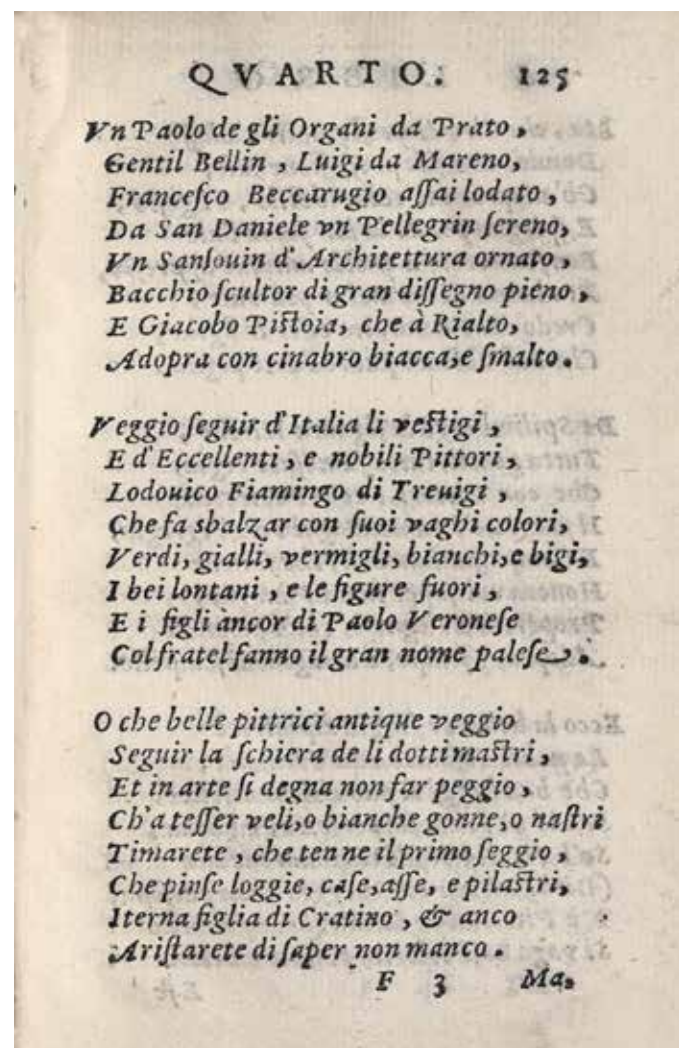 QVARTO. 125
Vn Paolo de gli Organi da Prato,
Gentil Bellin, Luigi da Mareno,
Franceſco Beccarugio aſſai lodato,
Da San Daniele vn Pellegrin ſereno,
Vn Sanſouin d'Architettura ornato,
Bacchio ſcultor di gran diſſegno pieno,
E Giacobo Piſtoia, che à Rialto,
Adopra con cinabro biacca,e ſmalto.
Veggio ſeguir d'Italia li veſtigi,
E d'Eccellenti, e nobili Pittori,
Lodouico Fiamingo di Treuigi,
Che fa sbalzar con ſuoi vaghi colori,
Verdi, gialli, vermigli, bianchi,e bigi,
I bei lontani, e le figure fuori,
E i figli àncor di Paolo Veroneſe
Col fratel fanno il gran nome paleſe.
O che belle pittrici antique veggio
Seguir la ſchiera de li dotti maſtri,
Et in arte ſi degna non far peggio,
Ch'a teſſer veli,o bianche gonne,o naſtri
Timarete, che tenne il primo ſeggio,
Che pinſe loggie, caſe,aſſe, e pilaſtri,
Iterna figlia di Cratino, & anco
Ariſtarete di ſaper non manco.
F 3 Ma,